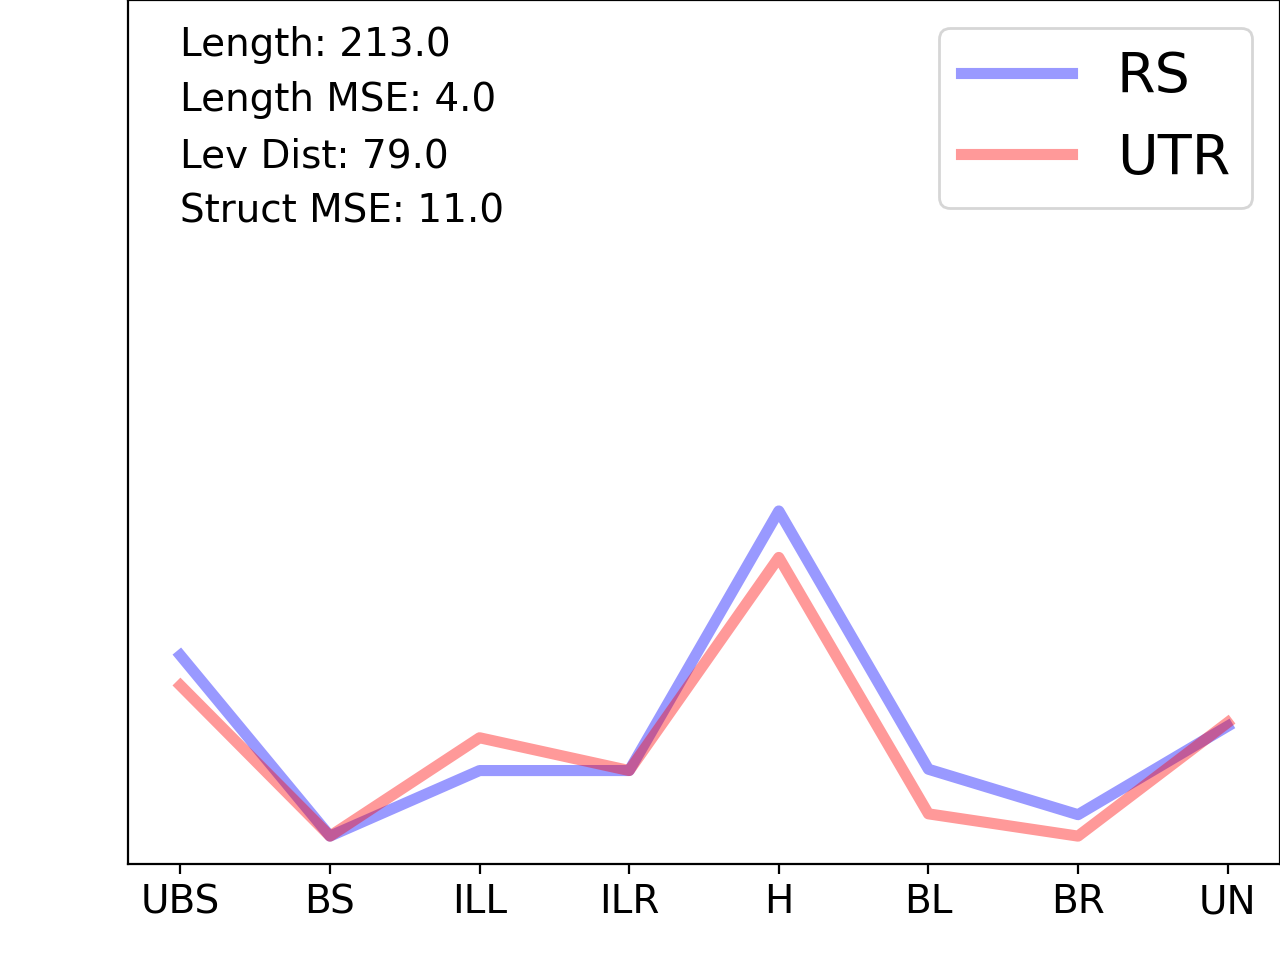 Length: 213.0
Length MSE: 4.0
Lev Dist: 79.0
Struct MSE: 11.0
RS
UTR
UBS BS ILL ILR H BL BR UN